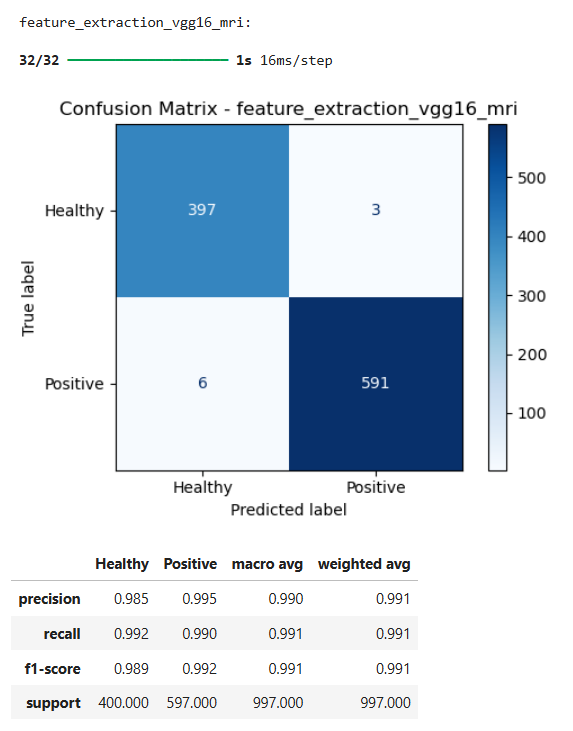 feature_extraction_vgg16_mri:
32/32 ━━━━━━━━━━━━━━━━━━━━ 1s 16ms/step
Confusion Matrix - feature_extraction_vgg16_mri
True label
Healthy 397 3
Positive 6 591
Healthy Positive
Predicted label
500
400
300
200
100
Healthy Positive macro avg weighted avg
precision 0.985 0.995 0.990 0.991
recall 0.992 0.990 0.991 0.991
f1-score 0.989 0.992 0.991 0.991
support 400.000 597.000 997.000 997.000